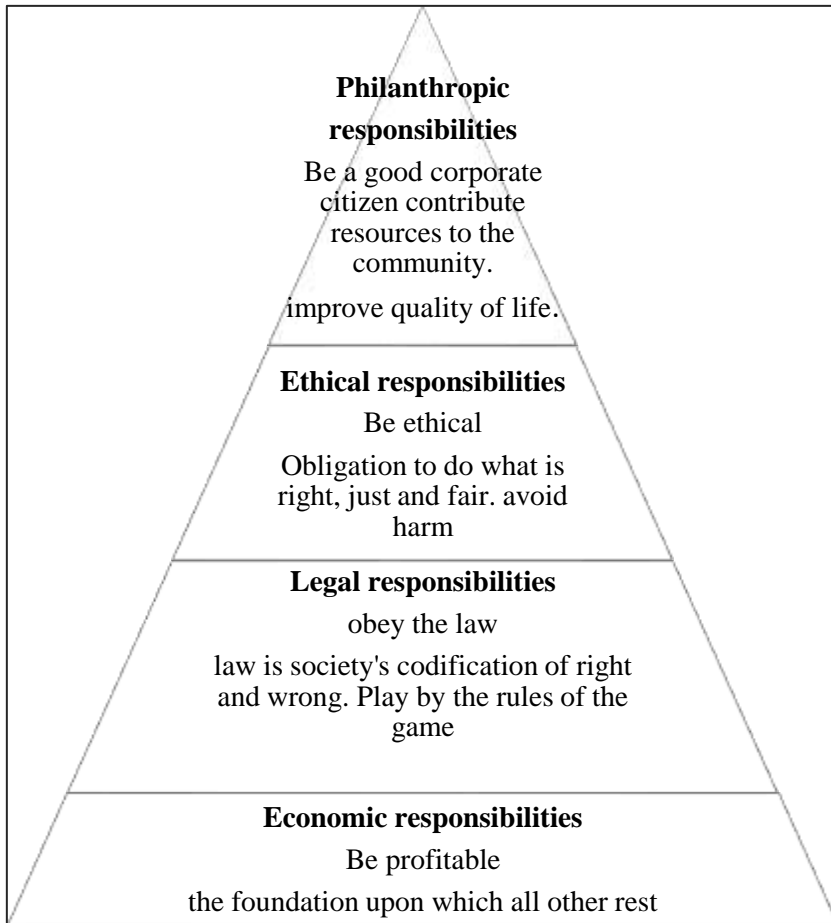 Philanthropic
responsibilities
Be a good corporate
citizen contribute
resources to the
community.
improve quality of life.
Ethical responsibilities
Be ethical
Obligation to do what is
right, just and fair. avoid
harm
Legal responsibilities
obey the law
law is society's codification of right
and wrong. Play by the rules of the
game
Economic responsibilities
Be profitable
the foundation upon which all other rest